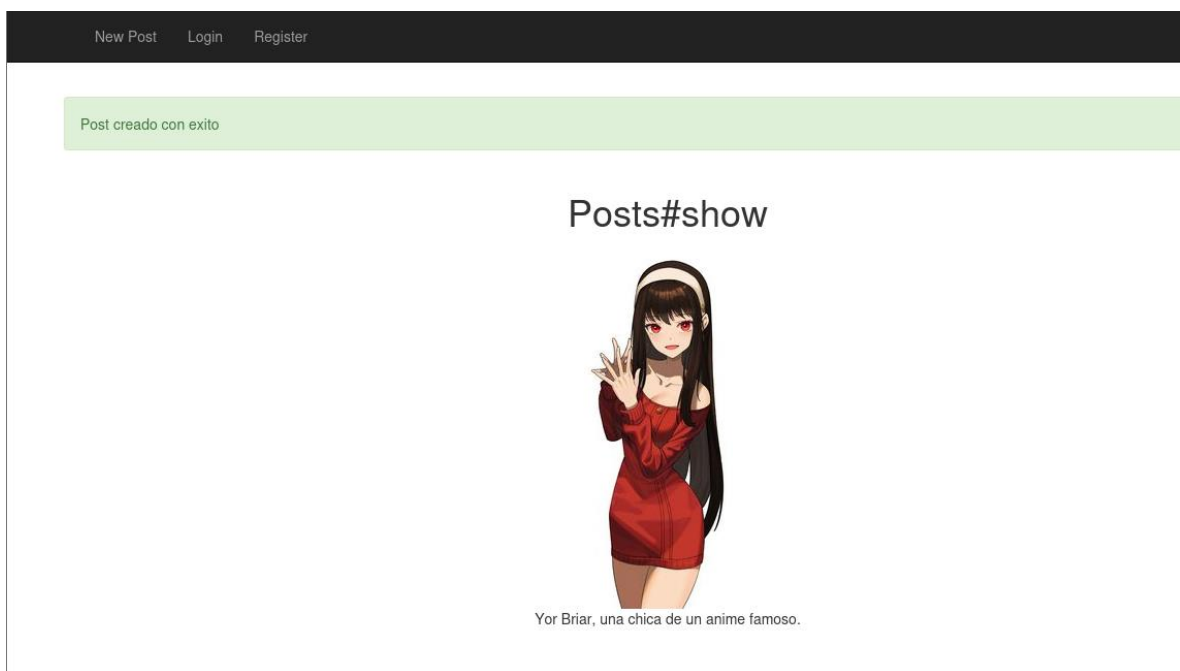 New Post Login Register
Post creado con exito
Posts#show
Yor Briar, una chica de un anime famoso.